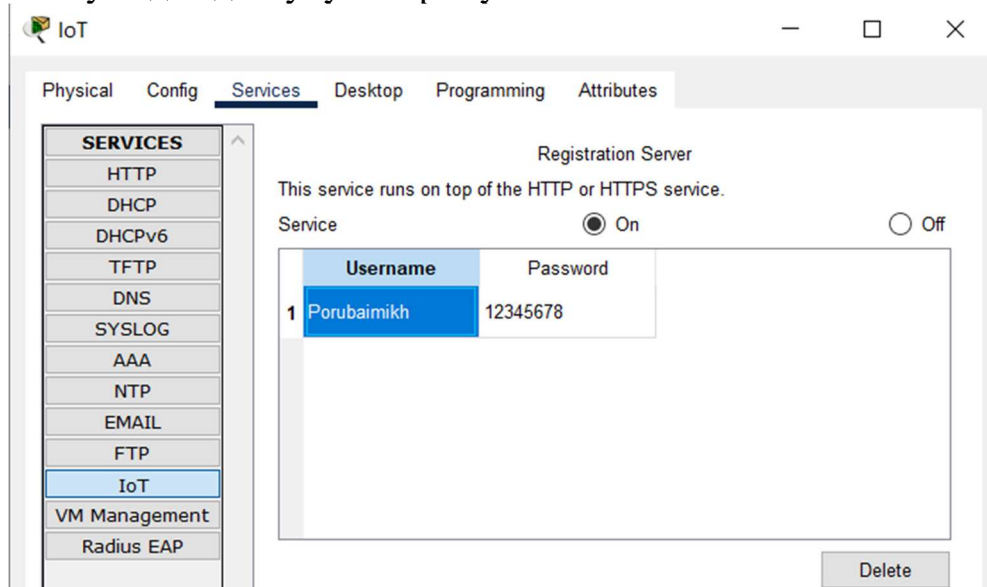 IoT
Physical Config Services Desktop Programming Attributes
SERVICES
HTTP
DHCP
DHCPv6
TFTP
DNS
SYSLOG
AAA
NTP
EMAIL
FTP
IoT
VM Management
Radius EAP
Registration Server
This service runs on top of the HTTP or HTTPS service.
Service On Off
Username Password
1 Porubaimikh 12345678
Delete